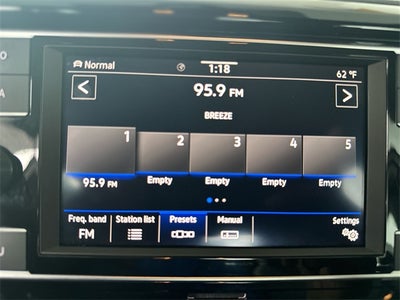 Normal 1:18 62 °F
< 95.9 FM >
BREEZE
1 2 3 4 5
95.9 FM Empty Empty Empty Empty
Freq. band Station list Presets Manual Settings
FM